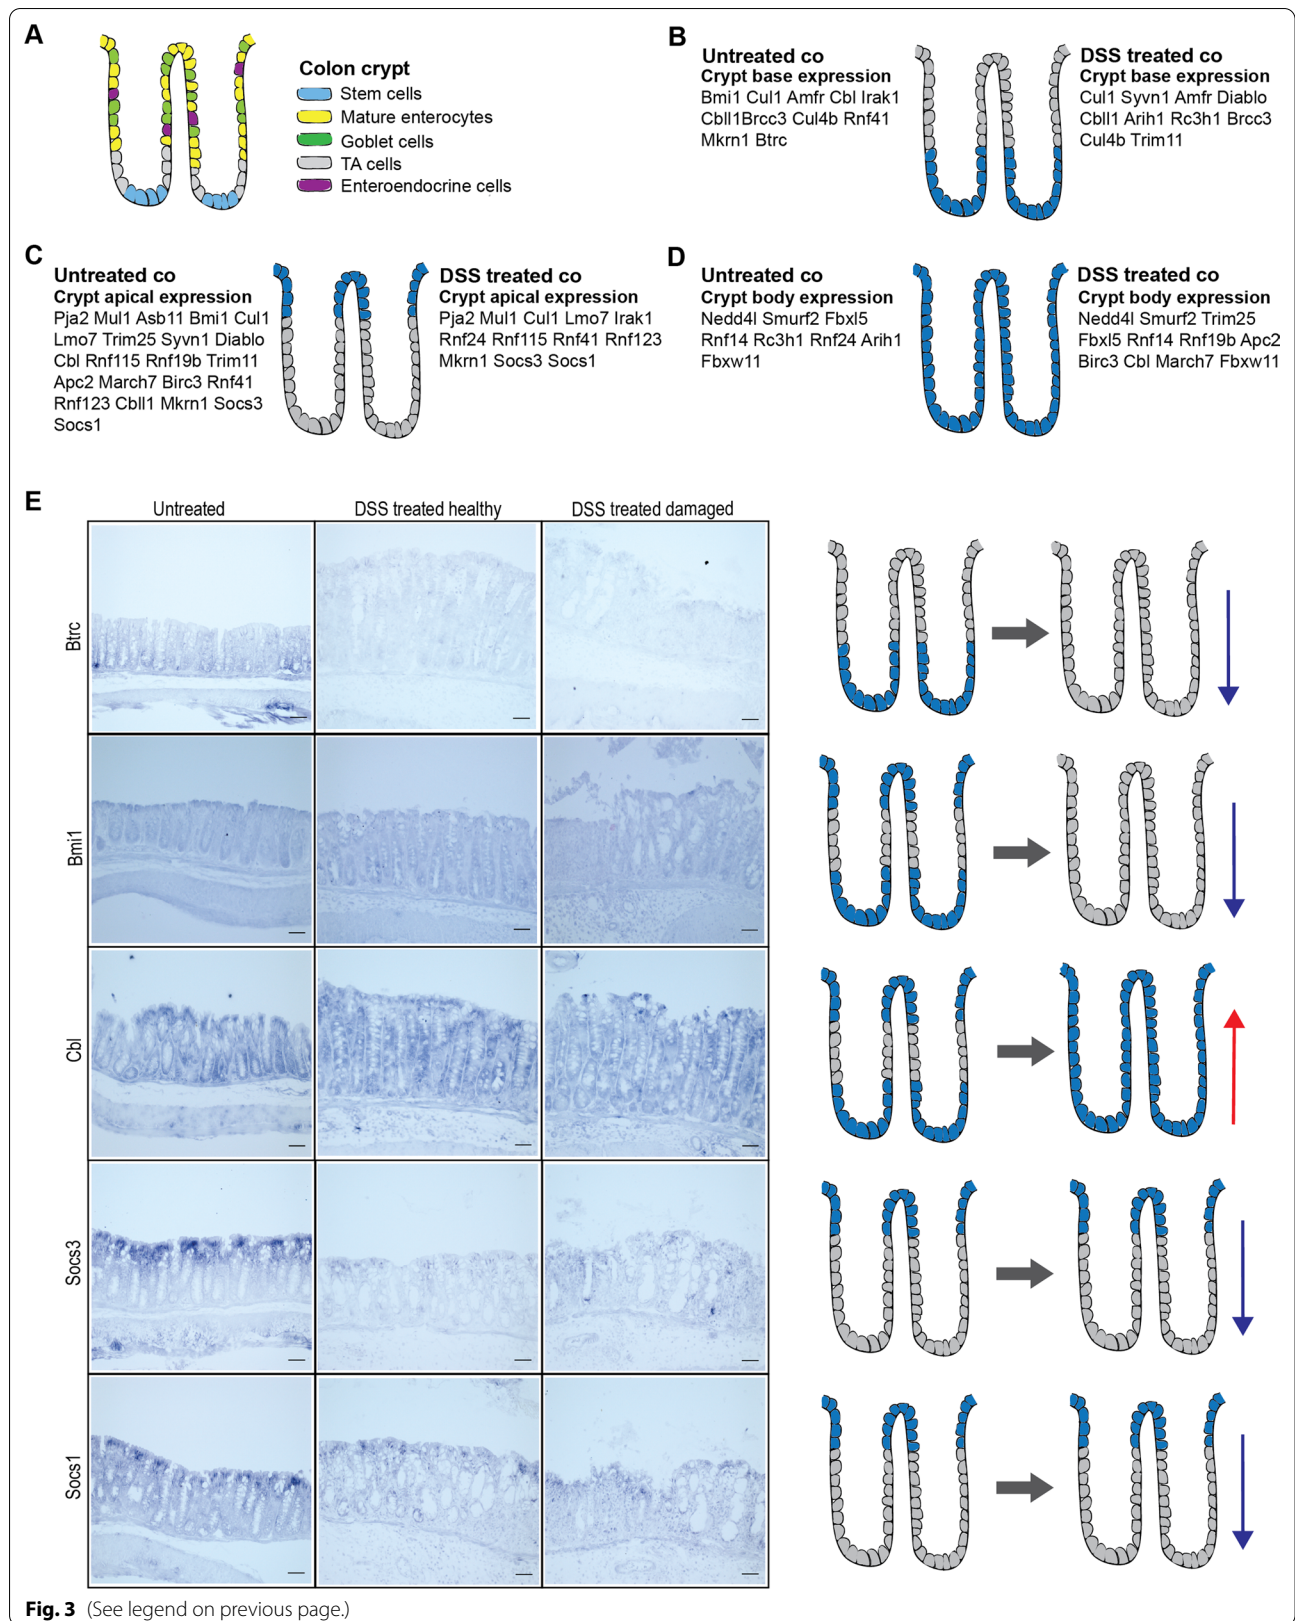 A
Colon crypt
Stem cells
Mature enterocytes
Goblet cells
TA cells
Enteroendocrine cells
B
Untreated co
Crypt base expression
Bmi1 Cul1 Amfr Cbl Irak1
Cbll1Brcc3 Cul4b Rnf41
Mkrn1 Btrc
DSS treated co
Crypt base expression
Cul1 Syvn1 Amfr Diablo
Cbll1 Arih1 Rc3h1 Brcc3
Cul4b Trim11
C
Untreated co
Crypt apical expression
Pja2 Mul1 Asb11 Bmi1 Cul1
Lmo7 Trim25 Syvn1 Diablo
Cbl Rnf115 Rnf19b Trim11
Apc2 March7 Birc3 Rnf41
Rnf123 Cbll1 Mkrn1 Socs3
Socs1
DSS treated co
Crypt apical expression
Pja2 Mul1 Cul1 Lmo7 Irak1
Rnf24 Rnf115 Rnf41 Rnf123
Mkrn1 Socs3 Socs1
D
Untreated co
Crypt body expression
Nedd4l Smurf2 Fbxl5
Rnf14 Rc3h1 Rnf24 Arih1
Fbxw11
DSS treated co
Crypt body expression
Nedd4l Smurf2 Trim25
Fbxl5 Rnf14 Rnf19b Apc2
Birc3 Cbl March7 Fbxw11
E
Untreated
DSS treated healthy
DSS treated damaged
Btrc
Bmi1
Cbl
Socs3
Socs1
Fig. 3 (See legend on previous page.)